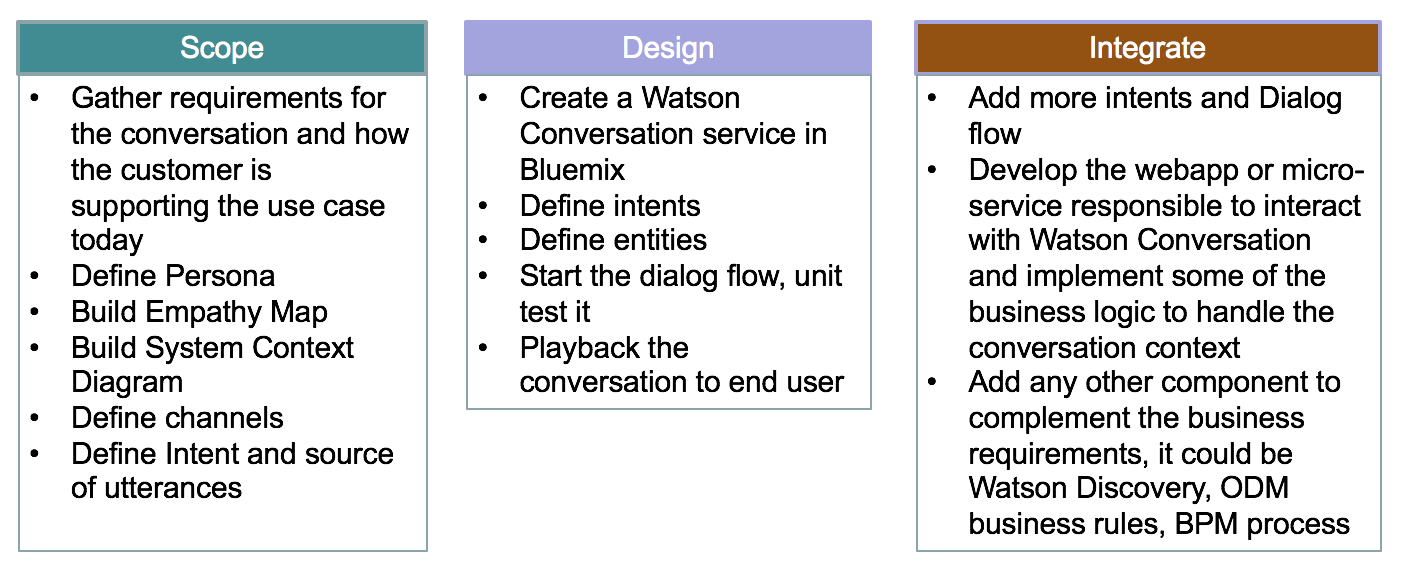 Scope
• Gather requirements for
the conversation and how
the customer is
supporting the use case
today
• Define Persona
• Build Empathy Map
• Build System Context
Diagram
• Define channels
• Define Intent and source
of utterances
Design
• Create a Watson
Conversation service in
Bluemix
• Define intents
• Define entities
• Start the dialog flow, unit
test it
• Playback the
conversation to end user
Integrate
• Add more intents and Dialog
flow
• Develop the webapp or micro-
service responsible to interact
with Watson Conversation
and implement some of the
business logic to handle the
conversation context
• Add any other component to
complement the business
requirements, it could be
Watson Discovery, ODM
business rules, BPM process